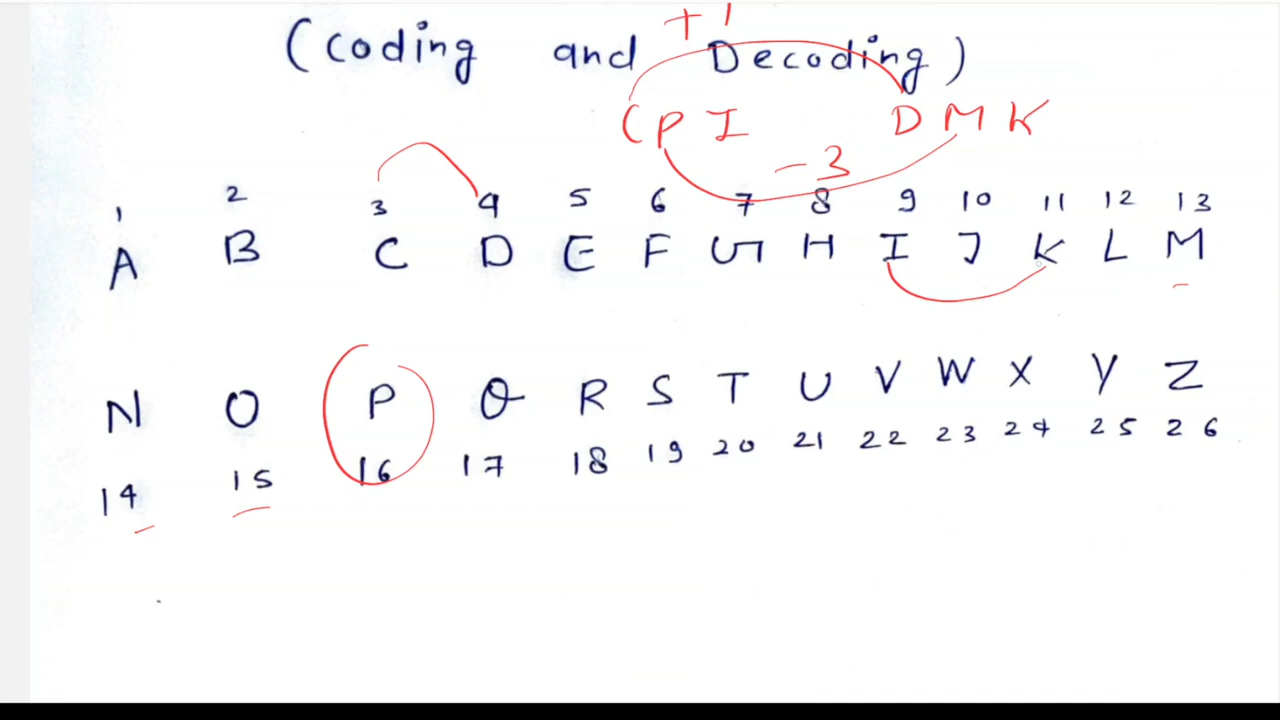 (Coding and Decoding)
+1
CPI DMK
-3
1 2 3 4 5 6 7 8 9 10 11 12 13
A B C D E F G H I J K L M
N O P Q R S T U V W X Y Z
14 15 16 17 18 19 20 21 22 23 24 25 26